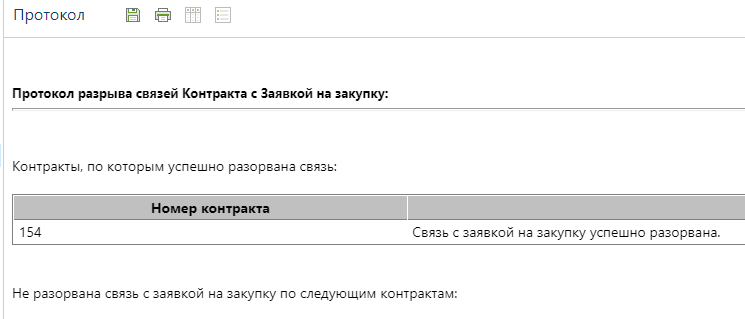 Протокол
Протокол разрыва связей Контракта с Заявкой на закупку:
Контракты, по которым успешно разорвана связь:
Номер контракта
154 Связь с заявкой на закупку успешно разорвана.
Не разорвана связь с заявкой на закупку по следующим контрактам: